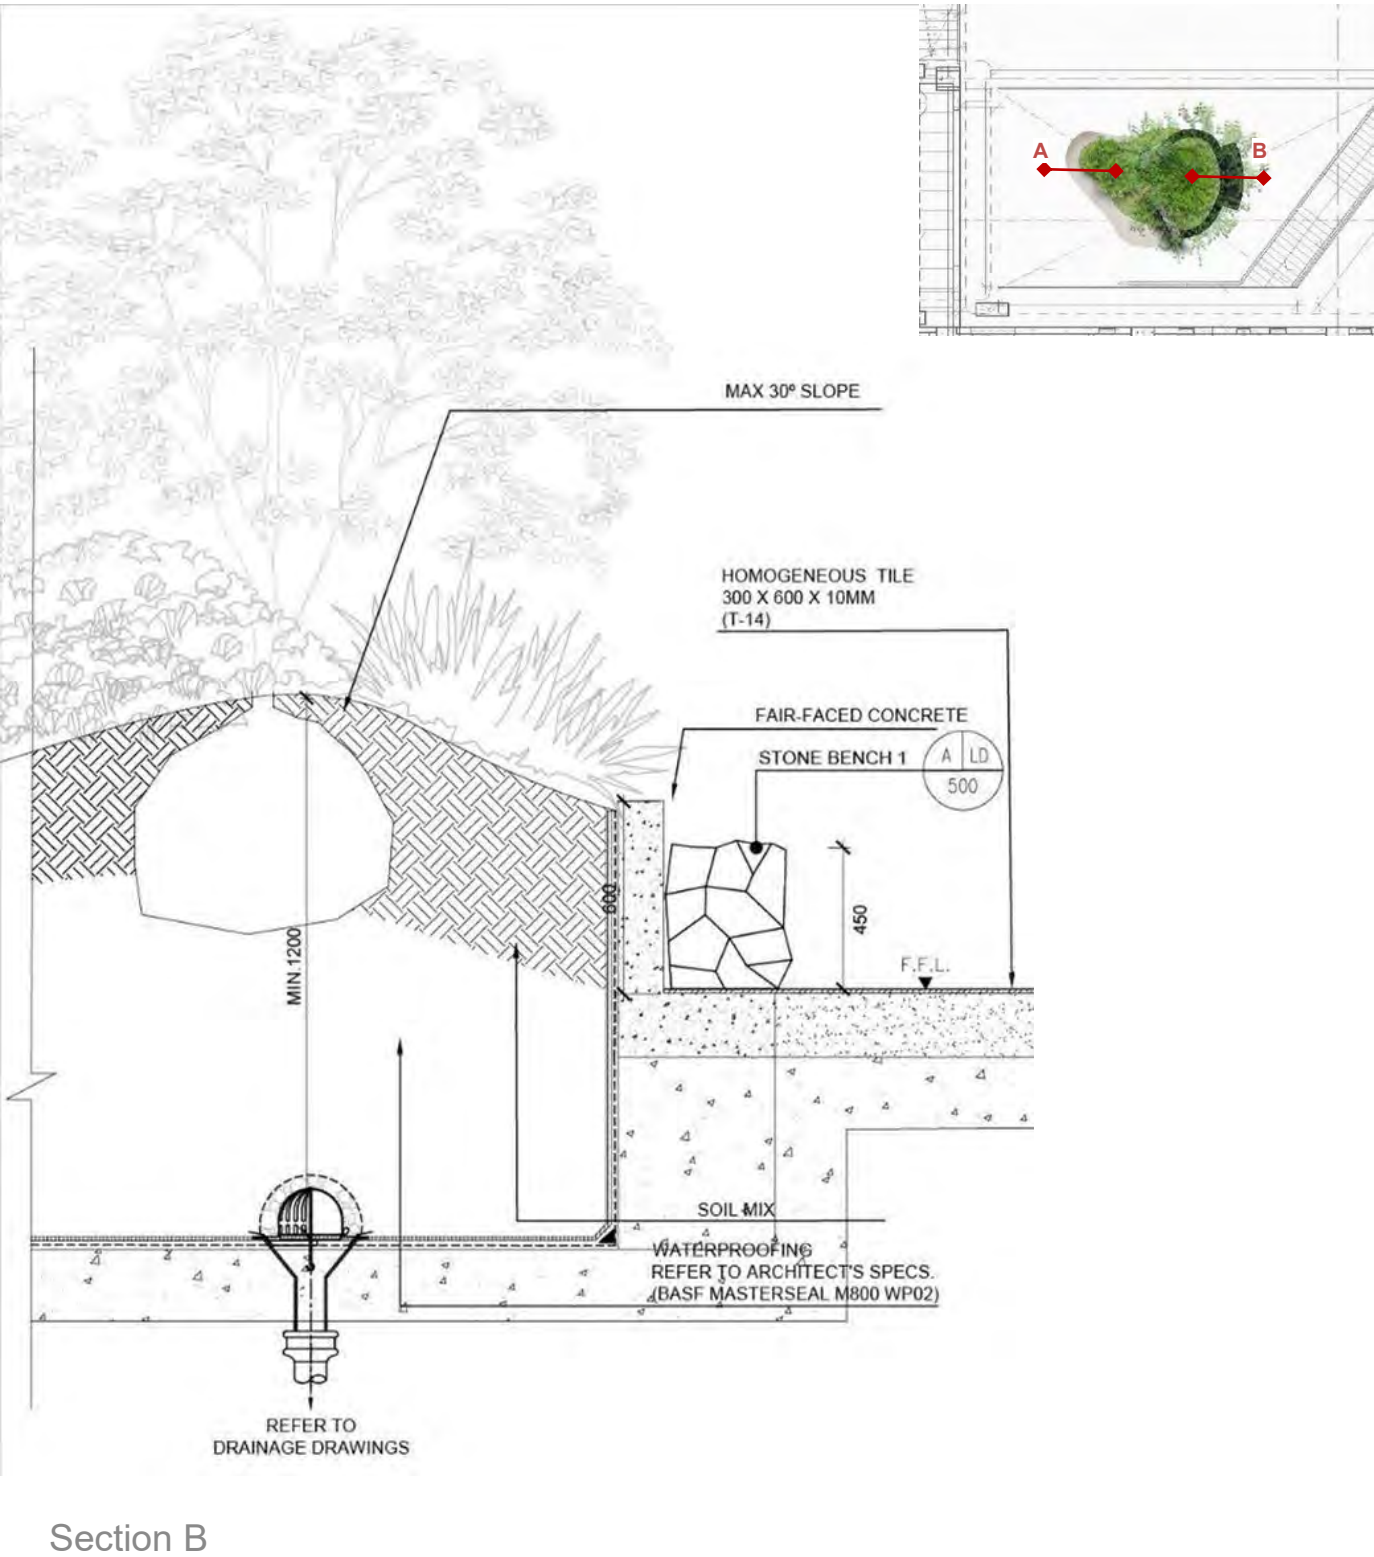 A
B
MAX 30º SLOPE
HOMOGENEOUS TILE
300 X 600 X 10MM
(T-14)
FAIR-FACED CONCRETE
STONE BENCH 1
A LD
500
600
450
F.F.L.
MIN.1200
SOIL MIX
WATERPROOFING
REFER TO ARCHITECT'S SPECS.
(BASF MASTERSEAL M800 WP02)
REFER TO
DRAINAGE DRAWINGS
Section B